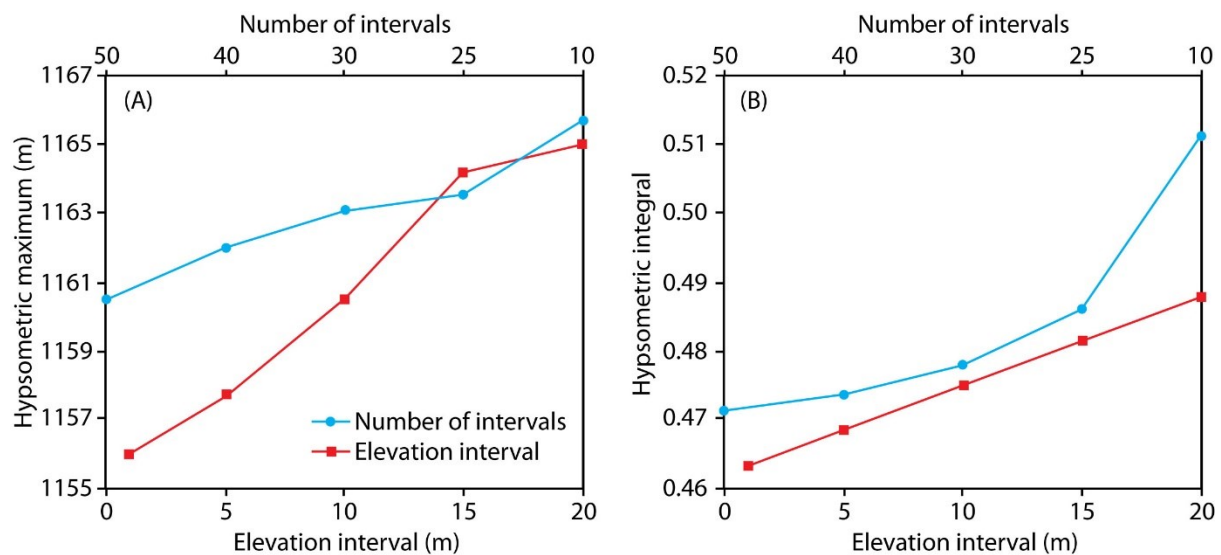 Number of intervals
50 40 30 25 10
1167
1165
1163
1161
1159
1157
1155
Hypsometric maximum (m)
(A)
Number of intervals
Elevation interval
0 5 10 15 20
Elevation interval (m)
Number of intervals
50 40 30 25 10
0.52
0.51
0.50
0.49
0.48
0.47
0.46
Hypsometric integral
(B)
0 5 10 15 20
Elevation interval (m)